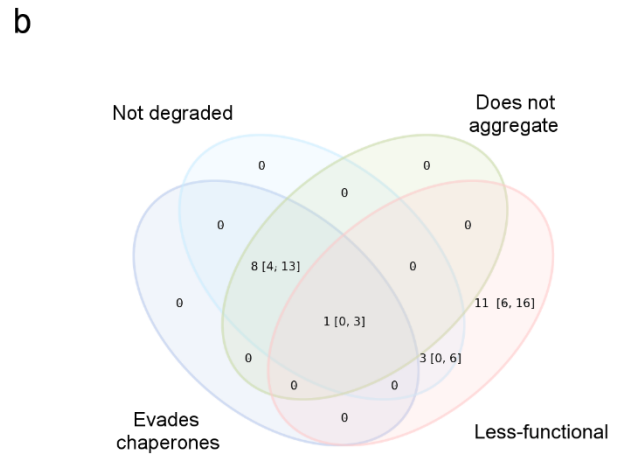 b
Not degraded
Does not
aggregate
0
0
0
0
0
8 [4, 13]
0
0
11 [6, 16]
1 [0, 3]
0
3 [0, 6]
0
0
0
Evades
chaperones
Less-functional